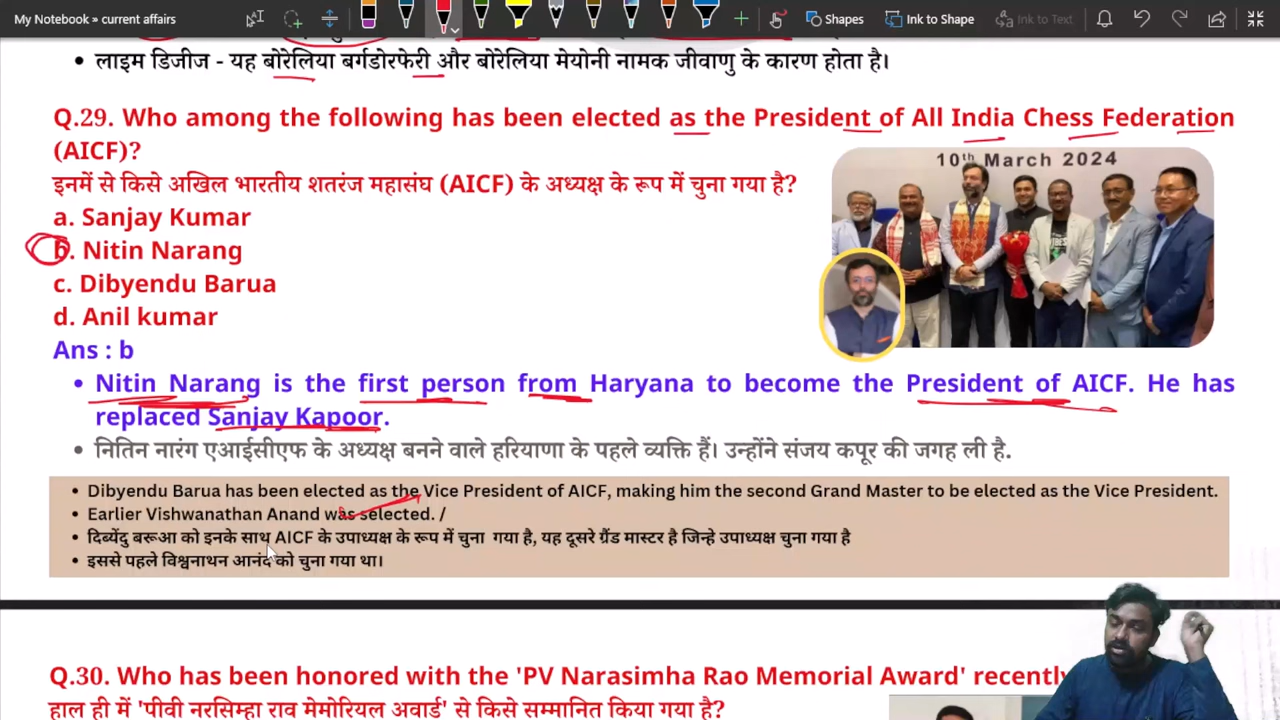 My Notebook » current affairs
Shapes
Ink to Shape
Ink to Text
• लाइम डिजीज - यह बोरेलिया बर्गडोरफेरी और बोरेलिया मेयोनी नामक जीवाणु के कारण होता है।
Q.29. Who among the following has been elected as the President of All India Chess Federation
(AICF)?
इनमें से किसे अखिल भारतीय शतरंज महासंघ (AICF) के अध्यक्ष के रूप में चुना गया है?
10th March 2024
a. Sanjay Kumar
b. Nitin Narang
c. Dibyendu Barua
d. Anil kumar
Ans : b
• Nitin Narang is the first person from Haryana to become the President of AICF. He has
replaced Sanjay Kapoor.
• नितिन नारंग एआईसीएफ के अध्यक्ष बनने वाले हरियाणा के पहले व्यक्ति हैं। उन्होंने संजय कपूर की जगह ली है.
• Dibyendu Barua has been elected as the Vice President of AICF, making him the second Grand Master to be elected as the Vice President.
• Earlier Vishwanathan Anand was selected. /
• दिब्येंदु बरूआ को इनके साथ AICF के उपाध्यक्ष के रूप में चुना गया है, यह दूसरे ग्रैंड मास्टर है जिन्हे उपाध्यक्ष चुना गया है
• इससे पहले विश्वनाथन आनंद को चुना गया था।
Q.30. Who has been honored with the 'PV Narasimha Rao Memorial Award' recently
हाल ही में 'पीवी नरसिम्हा राव मेमोरियल अवार्ड' से किसे सम्मानित किया गया है?